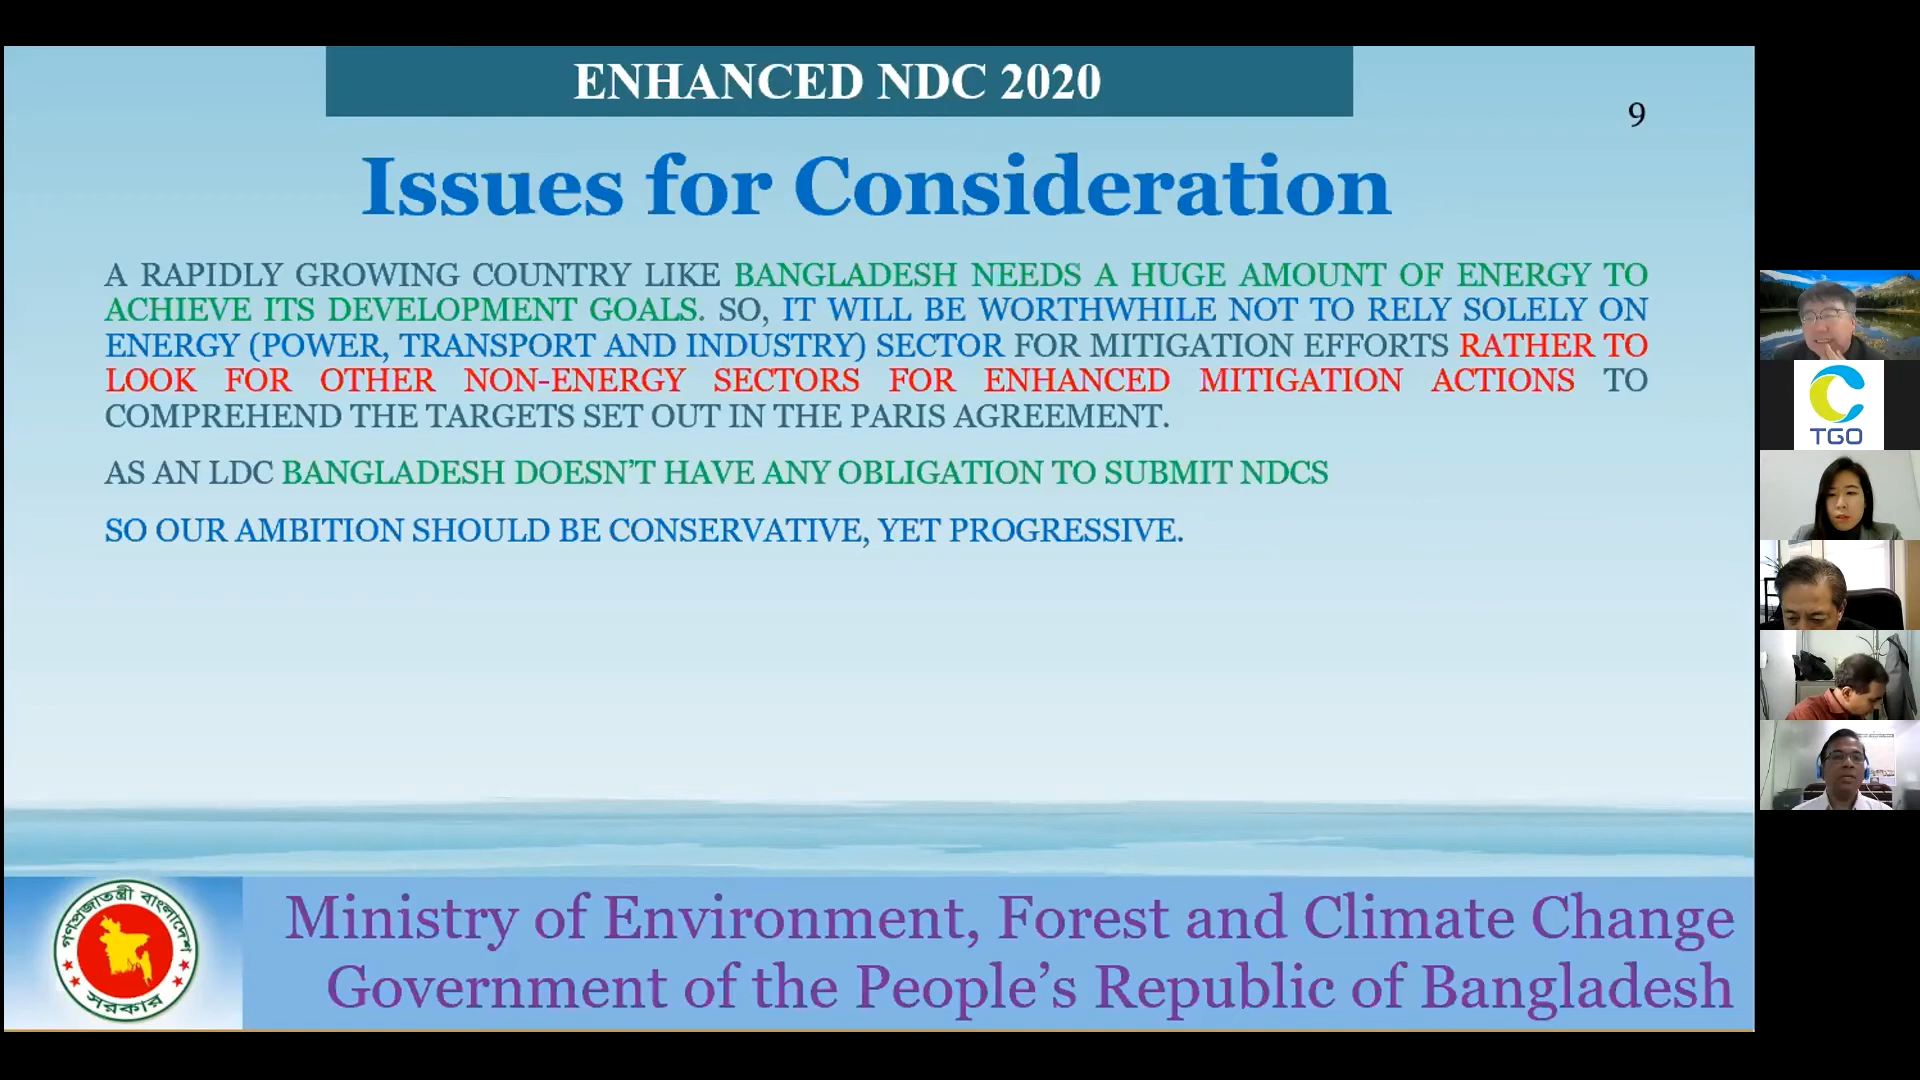 ENHANCED NDC 2020
9
Issues for Consideration
A RAPIDLY GROWING COUNTRY LIKE BANGLADESH NEEDS A HUGE AMOUNT OF ENERGY TO
ACHIEVE ITS DEVELOPMENT GOALS. SO, IT WILL BE WORTHWHILE NOT TO RELY SOLELY ON
ENERGY (POWER, TRANSPORT AND INDUSTRY) SECTOR FOR MITIGATION EFFORTS RATHER TO
LOOK FOR OTHER NON-ENERGY SECTORS FOR ENHANCED MITIGATION ACTIONS TO
COMPREHEND THE TARGETS SET OUT IN THE PARIS AGREEMENT.
AS AN LDC BANGLADESH DOESN'T HAVE ANY OBLIGATION TO SUBMIT NDCS
SO OUR AMBITION SHOULD BE CONSERVATIVE, YET PROGRESSIVE.
TGO
গণপ্রজাতন্ত্রী বাংলাদেশ
সরকার
Ministry of Environment, Forest and Climate Change
Government of the People's Republic of Bangladesh